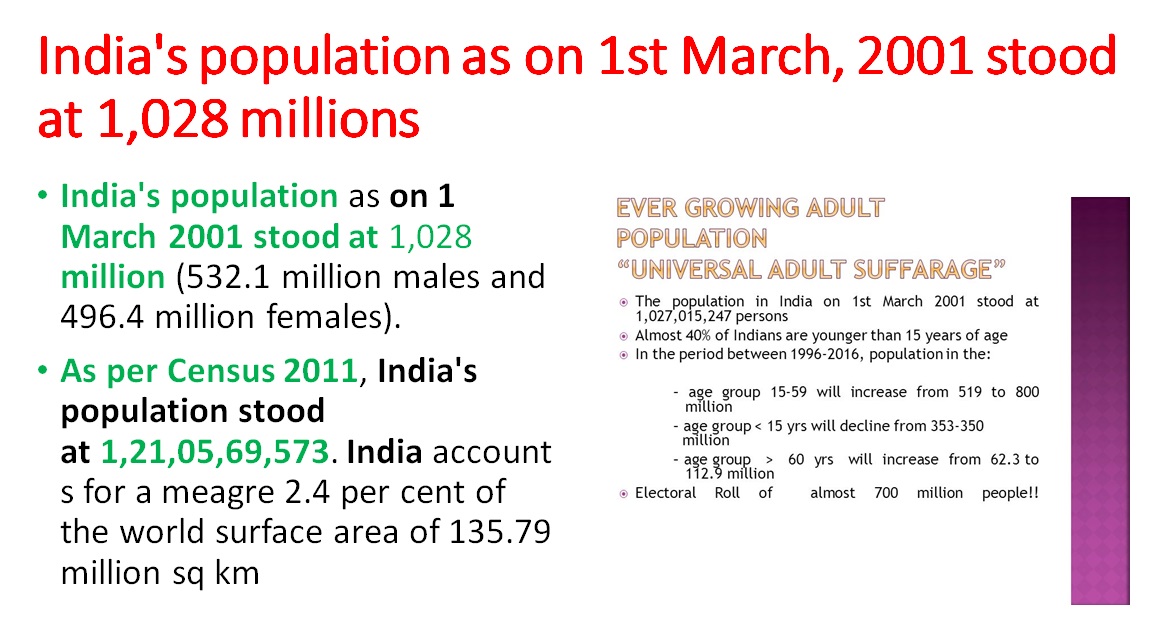 India's population as on 1st March, 2001 stood
at 1,028 millions
• India's population as on 1
March 2001 stood at 1,028
million (532.1 million males and
496.4 million females).
• As per Census 2011, India's
population stood
at 1,21,05,69,573. India account
s for a meagre 2.4 per cent of
the world surface area of 135.79
million sq km
EVER GROWING ADULT
POPULATION
“UNIVERSAL ADULT SUFFARAGE”
The population in India on 1st March 2001 stood at
1,027,015,247 persons
Almost 40% of Indians are younger than 15 years of age
In the period between 1996-2016, population in the:
– age group 15-59 will increase from 519 to 800
million
– age group < 15 yrs will decline from 353-350
million
– age group > 60 yrs will increase from 62.3 to
112.9 million
Electoral Roll of almost 700 million people!!